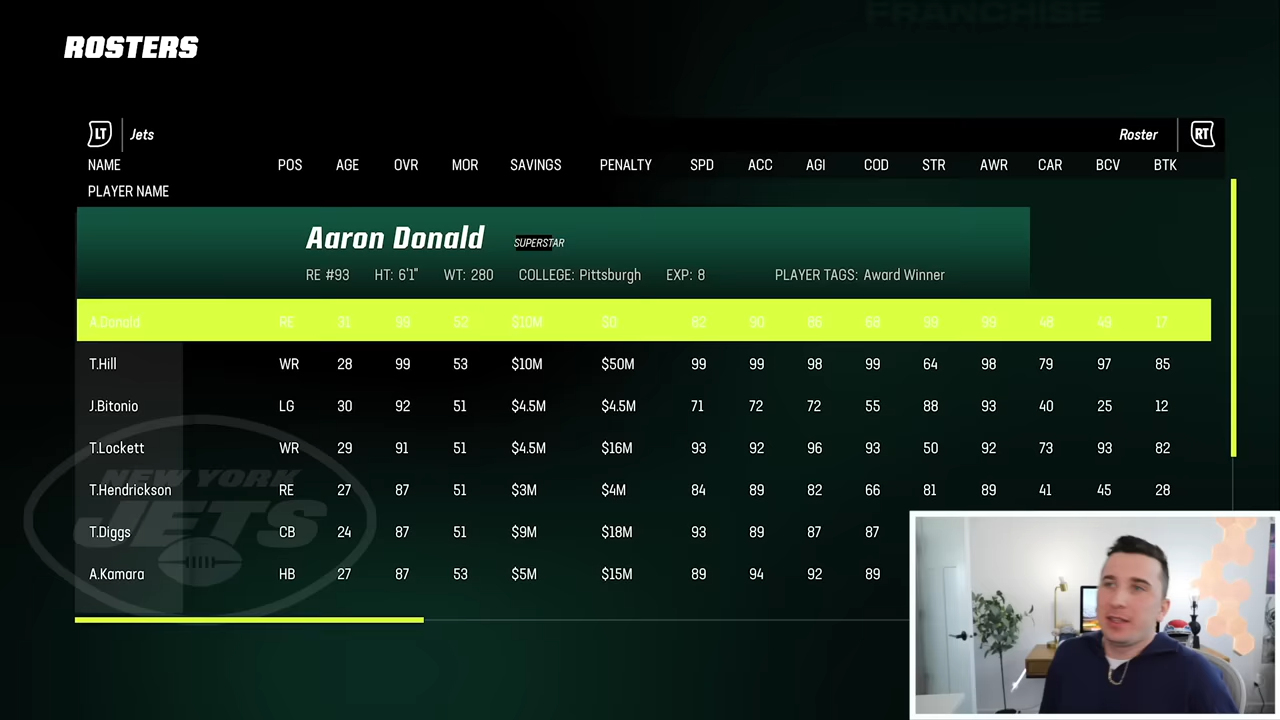 FRANCHISE
ROSTERS
LT Jets Roster RT
NAME POS AGE OVR MOR SAVINGS PENALTY SPD ACC AGI COD STR AWR CAR BCV BTK
PLAYER NAME
Aaron Donald SUPERSTAR
RE #93 HT: 6'1" WT: 280 COLLEGE: Pittsburgh EXP: 8 PLAYER TAGS: Award Winner
A.Donald RE 31 99 52 $10M $0 82 90 86 68 99 99 48 49 17
T.Hill WR 28 99 53 $10M $50M 99 99 98 99 64 98 79 97 85
J.Bitonio LG 30 92 51 $4.5M $4.5M 71 72 72 55 88 93 40 25 12
T.Lockett WR 29 91 51 $4.5M $16M 93 92 96 93 50 92 73 93 82
T.Hendrickson RE 27 87 51 $3M $4M 84 89 82 66 81 89 41 45 28
T.Diggs CB 24 87 51 $9M $18M 93 89 87 87
A.Kamara HB 27 87 53 $5M $15M 89 94 92 89
NEW YORK
JETS